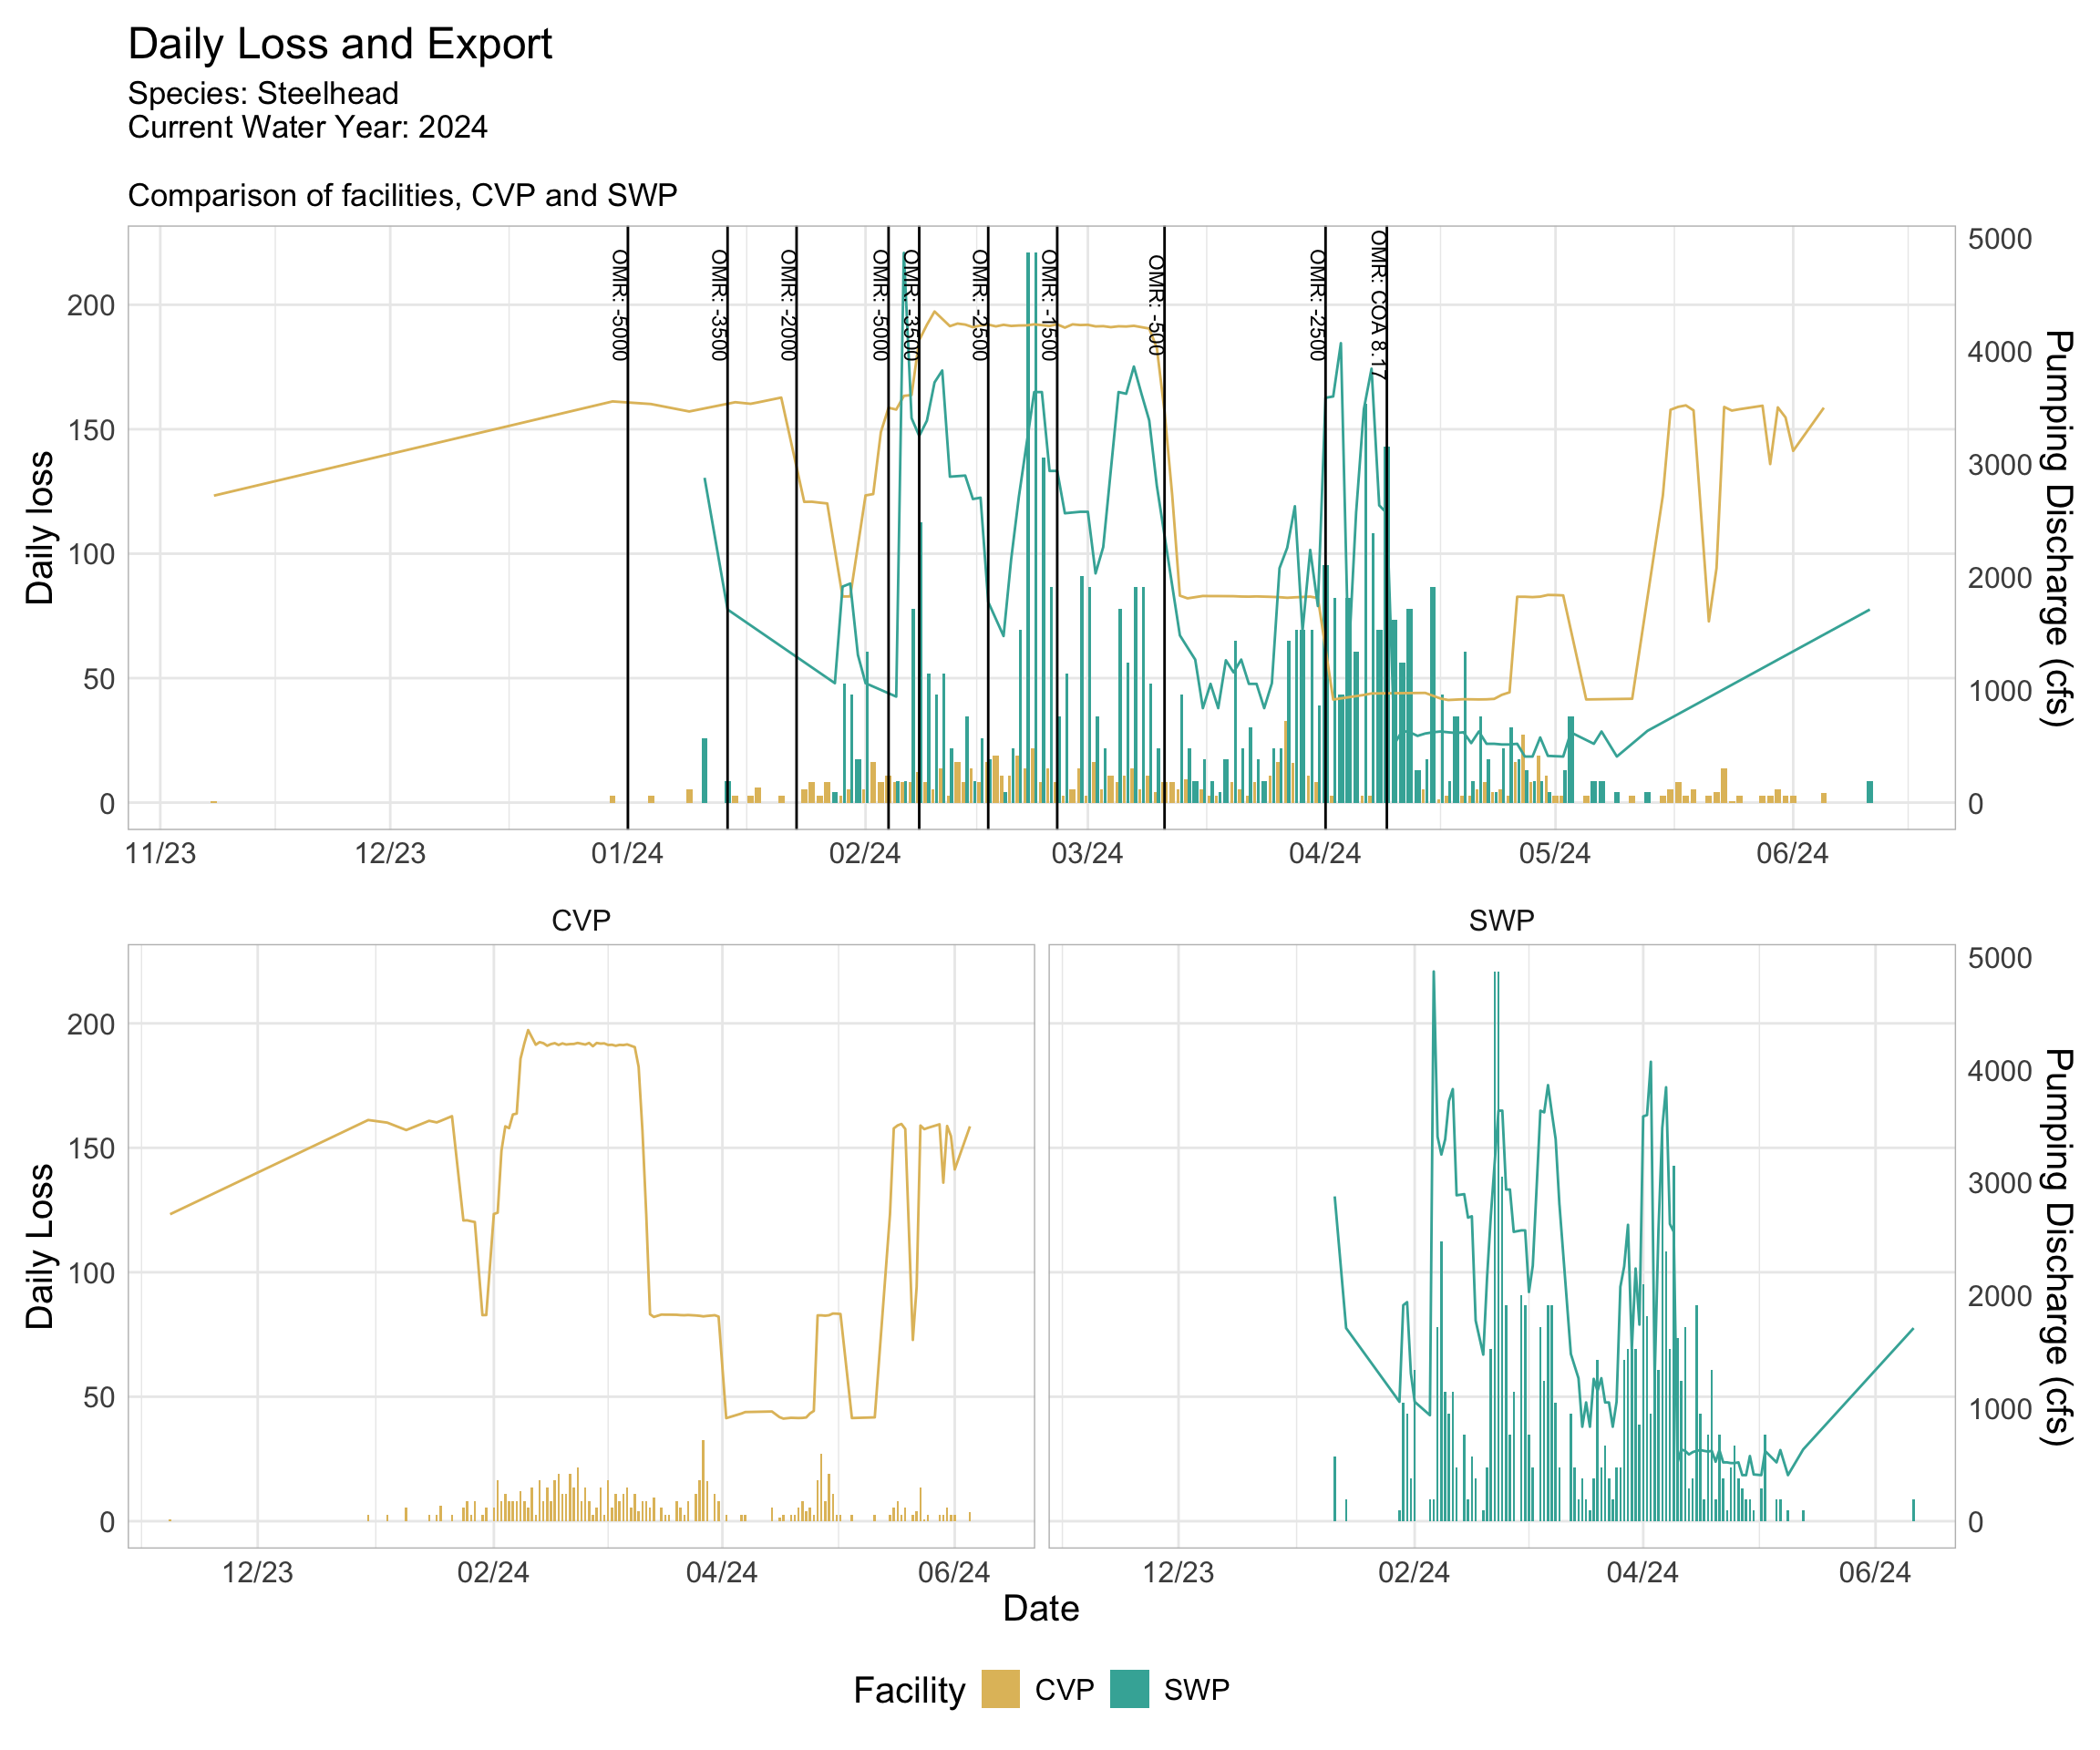 Daily Loss and Export
Species: Steelhead
Current Water Year: 2024
Comparison of facilities, CVP and SWP
OMR: -5000
OMR: -3500
OMR: -2000
OMR: -5000
OMR: -3500
OMR: -2500
OMR: -1500
OMR: -500
OMR: -2500
OMR: COA 8.17
Daily loss
200
150
100
50
0
5000
4000
3000
2000
1000
0
Pumping Discharge (cfs)
11/23
12/23
01/24
02/24
03/24
04/24
05/24
06/24
CVP
SWP
Daily Loss
200
150
100
50
0
5000
4000
3000
2000
1000
0
Pumping Discharge (cfs)
12/23
02/24
04/24
06/24
12/23
02/24
04/24
06/24
Date
Facility
CVP
SWP